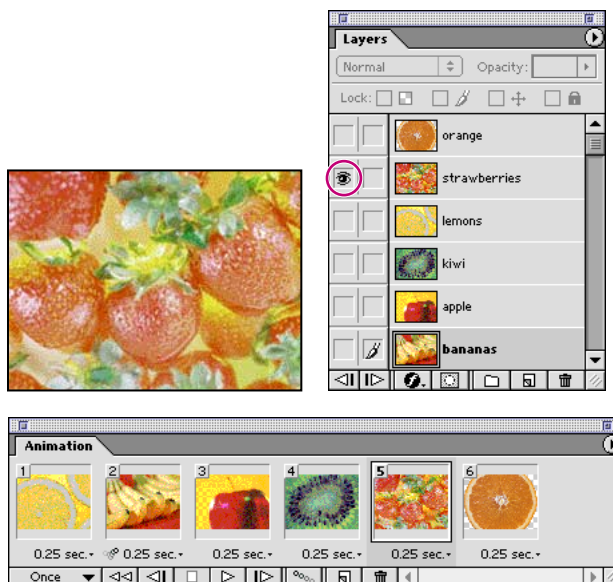 Layers
Normal
Opacity:
Lock:
orange
strawberries
lemons
kiwi
apple
bananas
Animation
1 2 3 4 5 6
0.25 sec. 0.25 sec. 0.25 sec. 0.25 sec. 0.25 sec. 0.25 sec.
Once